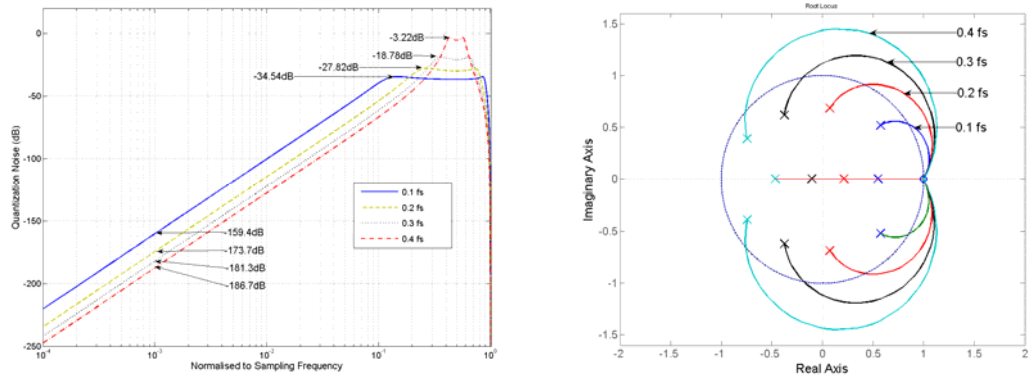 0
-50
-100
-150
-200
-250
Quantization Noise (dB)
-3.22dB
-18.78dB
-27.82dB
-34.54dB
0.1 fs
0.2 fs
0.3 fs
0.4 fs
-159.4dB
-173.7dB
-181.3dB
-186.7dB
10⁻⁴
10⁻³
10⁻²
10⁻¹
10⁰
Normalised to Sampling Frequency
Root Locus
1.5
1
0.5
0
-0.5
-1
-1.5
Imaginary Axis
0.4 fs
0.3 fs
0.2 fs
0.1 fs
-2
-1.5
-1
-0.5
0
0.5
1
1.5
2
Real Axis